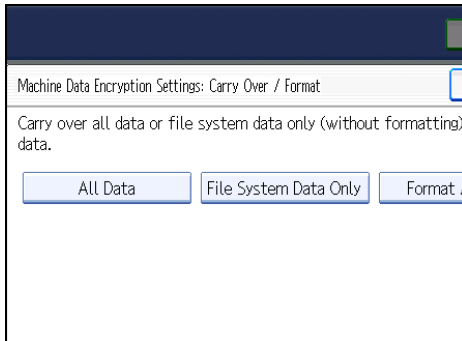 Machine Data Encryption Settings: Carry Over / Format
Carry over all data or file system data only (without formatting)
data.
All Data
File System Data Only
Format